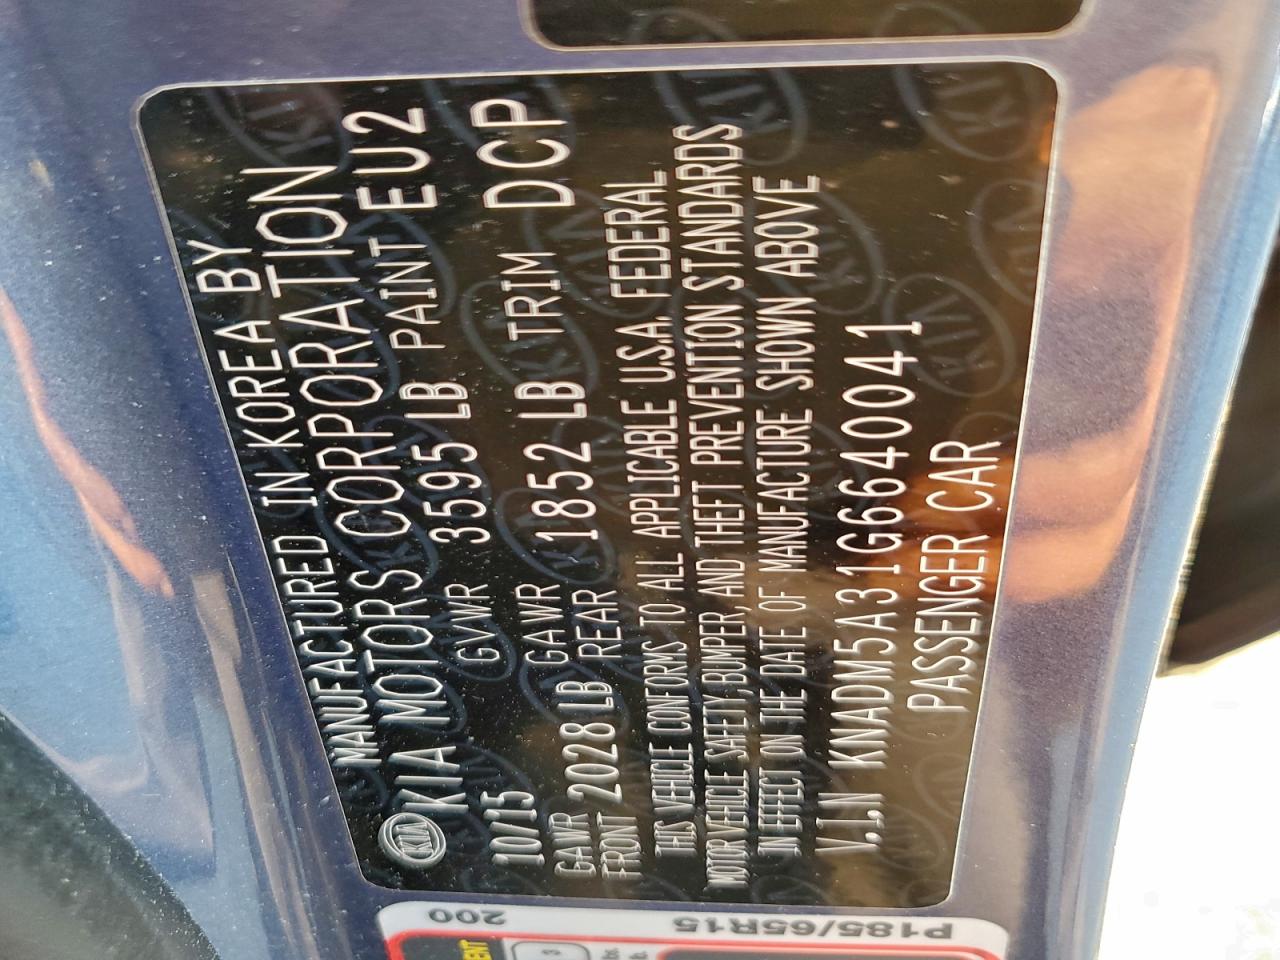 MANUFACTURED IN KOREA BY
KIA KIA MOTORS CORPORATION
10/15 GVWR 3595 LB PAINT EU2
GAWR FRONT 2028 LB GAWR REAR 1852 LB TRIM DCP
THIS VEHICLE CONFORMS TO ALL APPLICABLE U.S.A. FEDERAL
MOTOR VEHICLE SAFETY, BUMPER, AND THEFT PREVENTION STANDARDS
IN EFFECT ON THE DATE OF MANUFACTURE SHOWN ABOVE
V.I.N KNADM5A31G6640041
PASSENGER CAR
P185/65R15
200
3